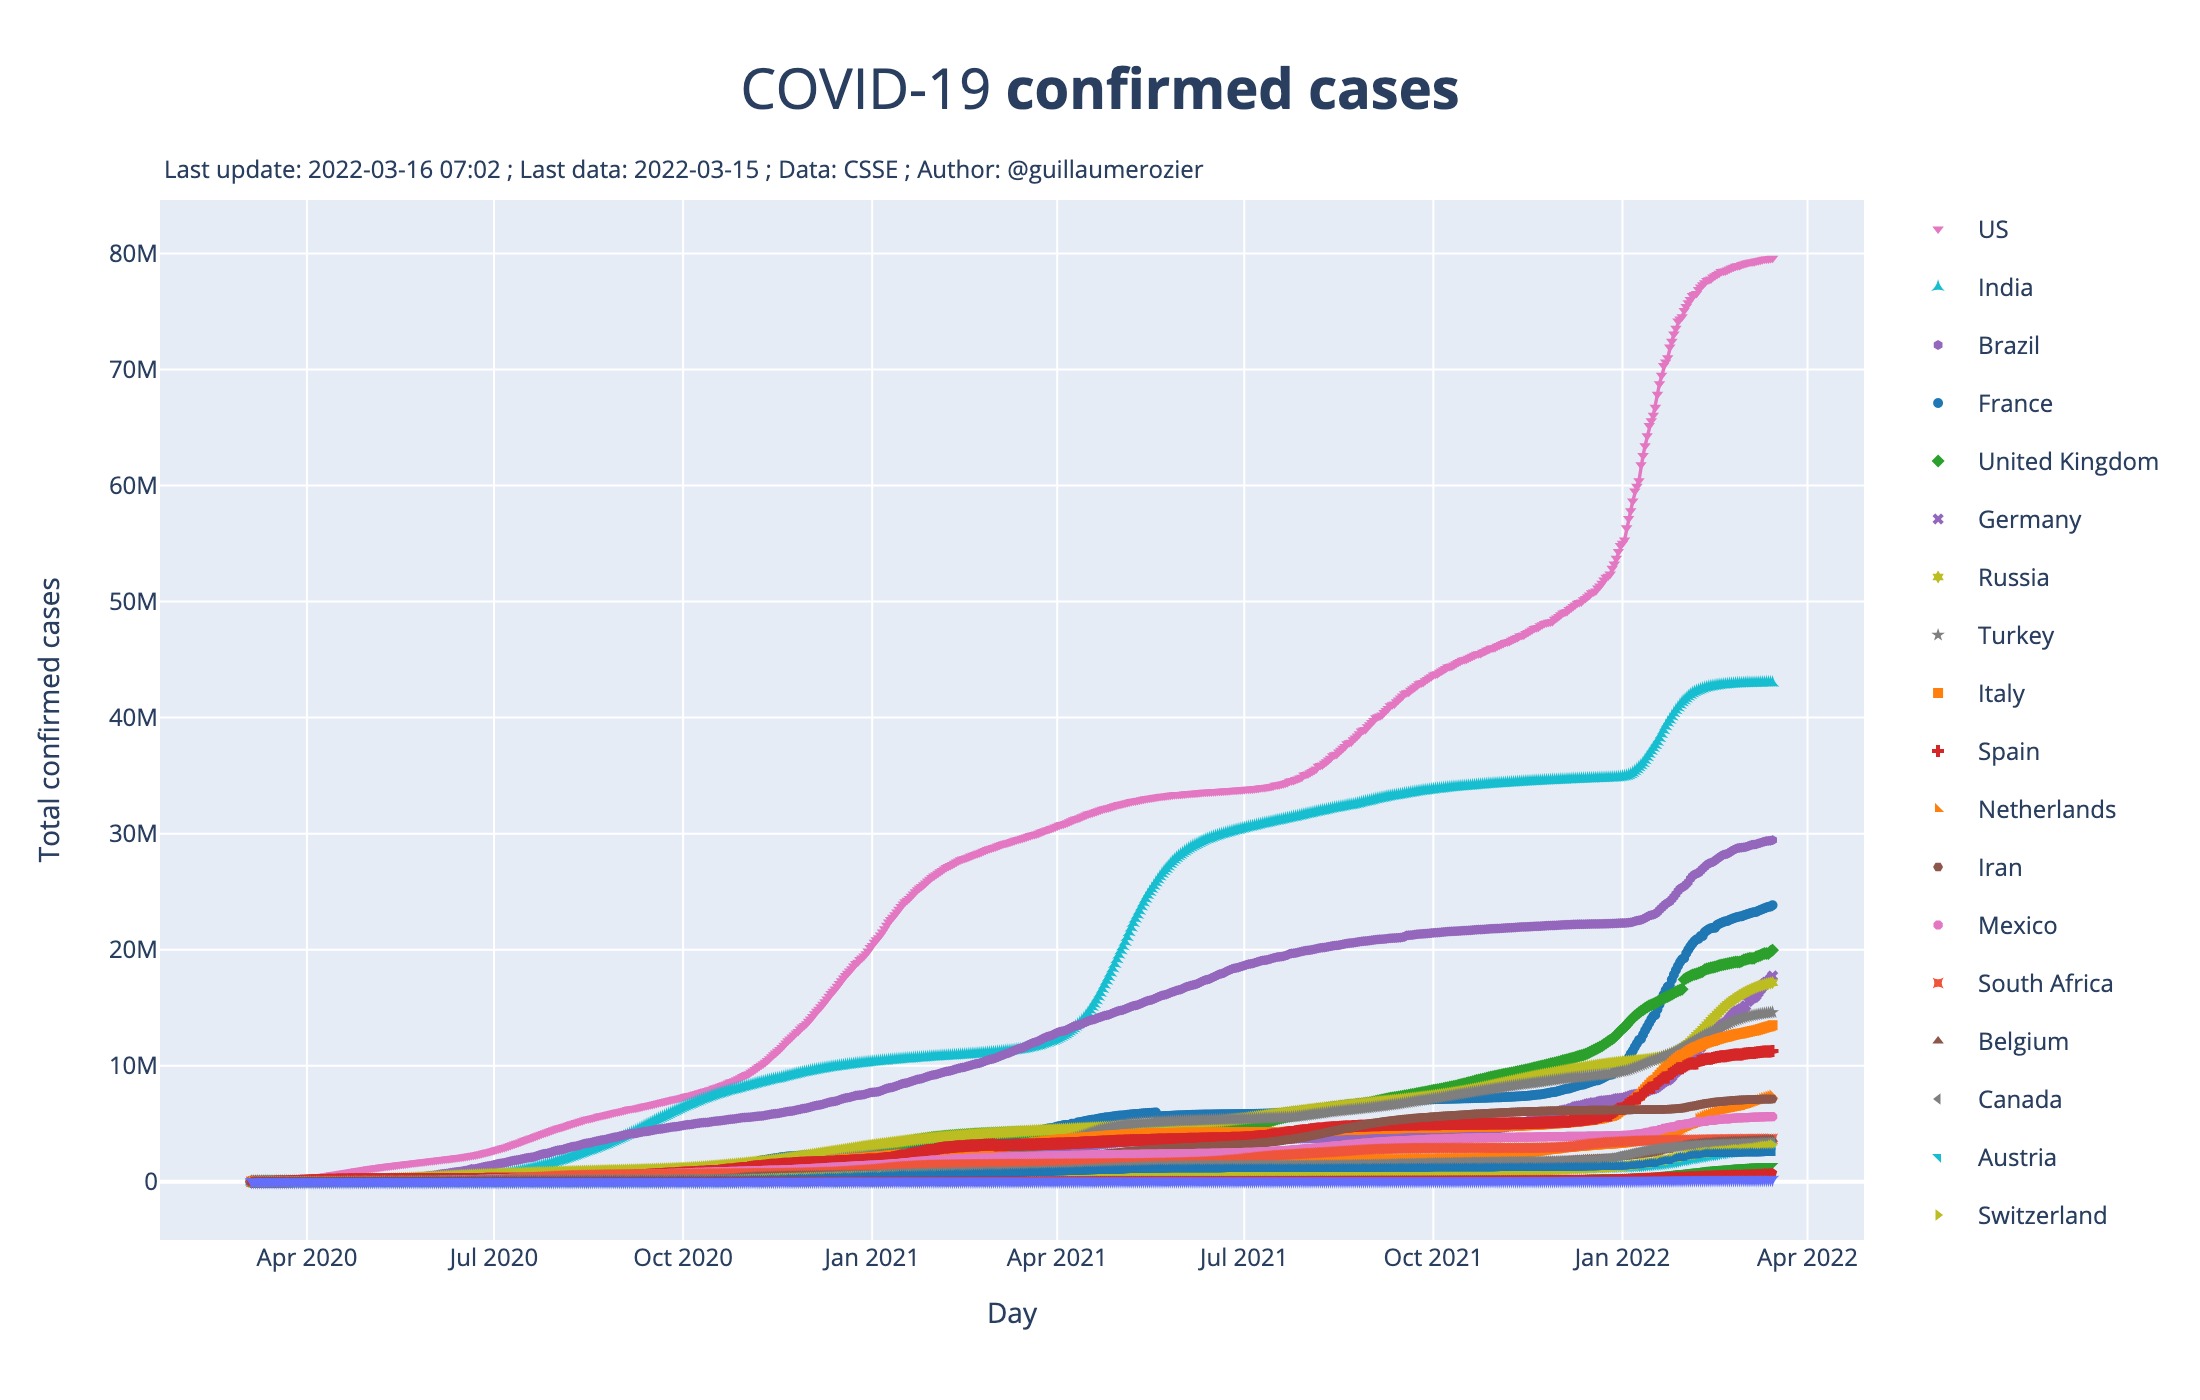 COVID-19 confirmed cases
Last update: 2022-03-16 07:02 ; Last data: 2022-03-15 ; Data: CSSE ; Author: @guillaumerozier
Total confirmed cases
80M
70M
60M
50M
40M
30M
20M
10M
0
Apr 2020
Jul 2020
Oct 2020
Jan 2021
Apr 2021
Jul 2021
Oct 2021
Jan 2022
Apr 2022
Day
US
India
Brazil
France
United Kingdom
Germany
Russia
Turkey
Italy
Spain
Netherlands
Iran
Mexico
South Africa
Belgium
Canada
Austria
Switzerland